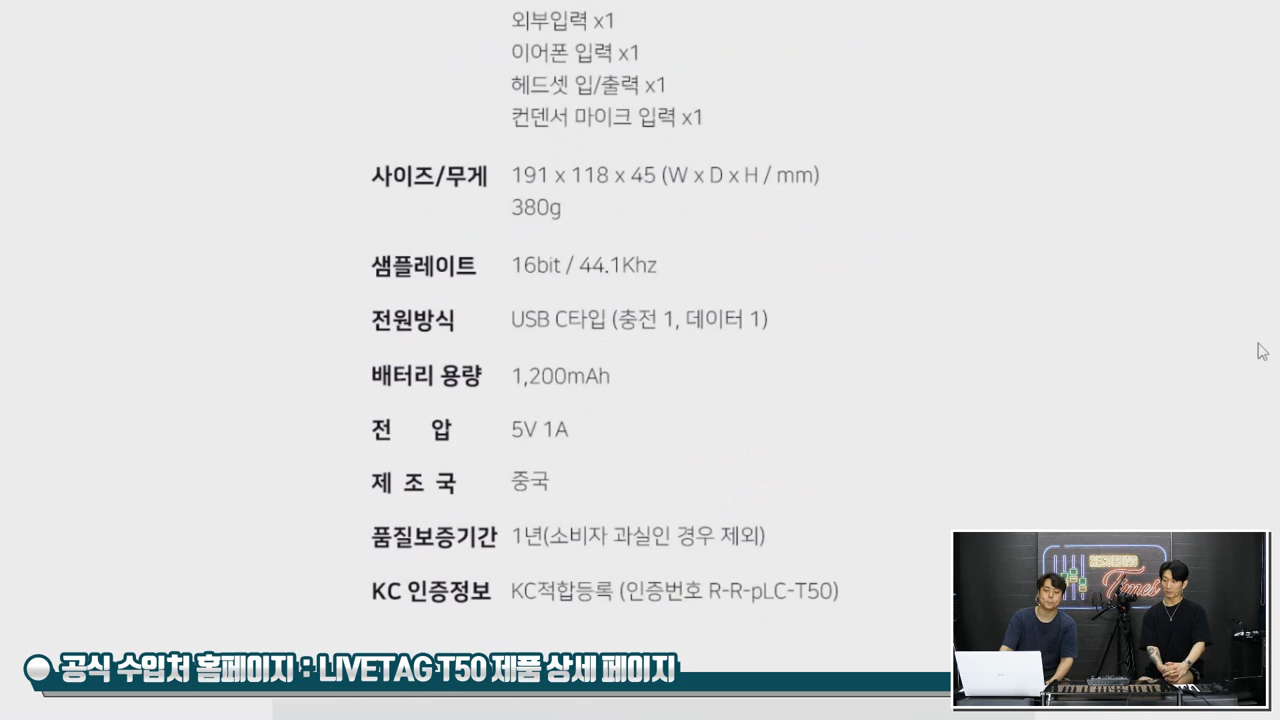 외부입력 x1
이어폰 입력 x1
헤드셋 입/출력 x1
컨덴서 마이크 입력 x1
사이즈/무게 191 x 118 x 45 (W x D x H / mm)
380g
샘플레이트 16bit / 44.1Khz
전원방식 USB C타입 (충전 1, 데이터 1)
배터리 용량 1,200mAh
전 압 5V 1A
제 조 국 중국
품질보증기간 1년(소비자 과실인 경우 제외)
KC 인증정보 KC적합등록 (인증번호 R-R-pLC-T50)
RECORDING
Times
공식 수입처 홈페이지 : LIVETAG T50 제품 상세 페이지